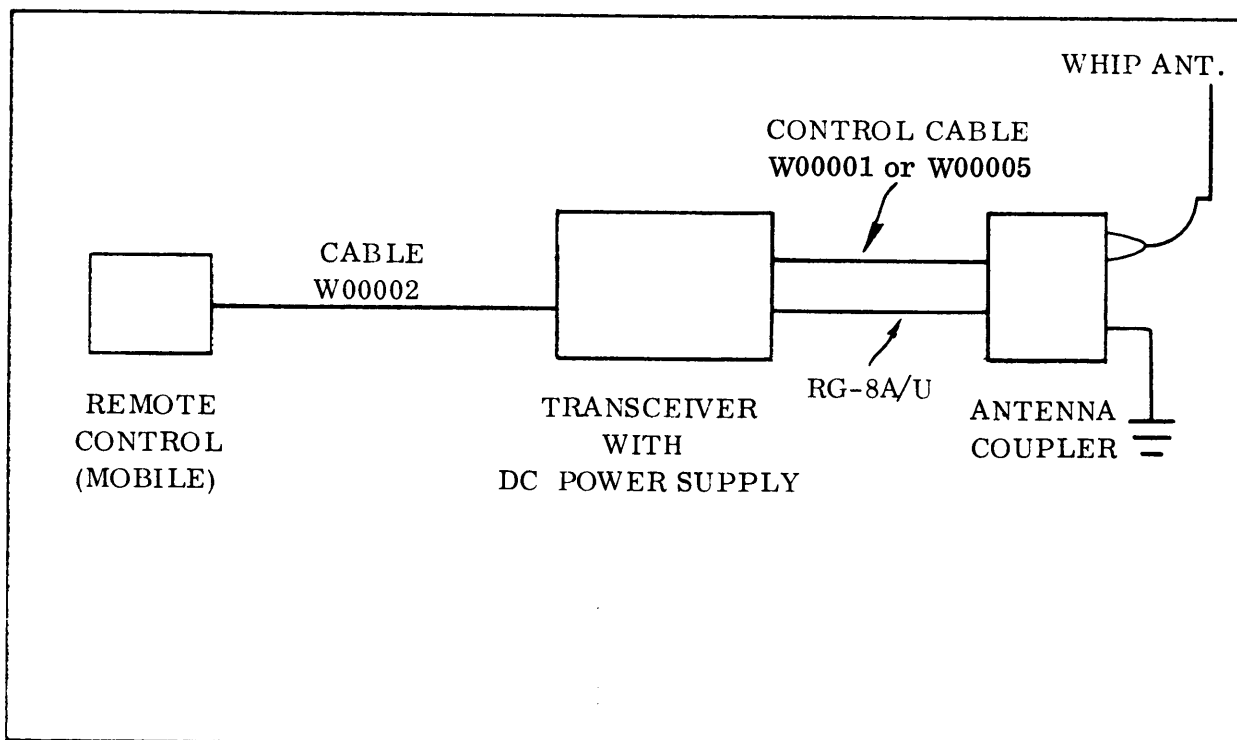 WHIP ANT.
CONTROL CABLE
W00001 or W00005
CABLE
W00002
RG-8A/U
REMOTE
CONTROL
(MOBILE)
TRANSCEIVER
WITH
DC POWER SUPPLY
ANTENNA
COUPLER